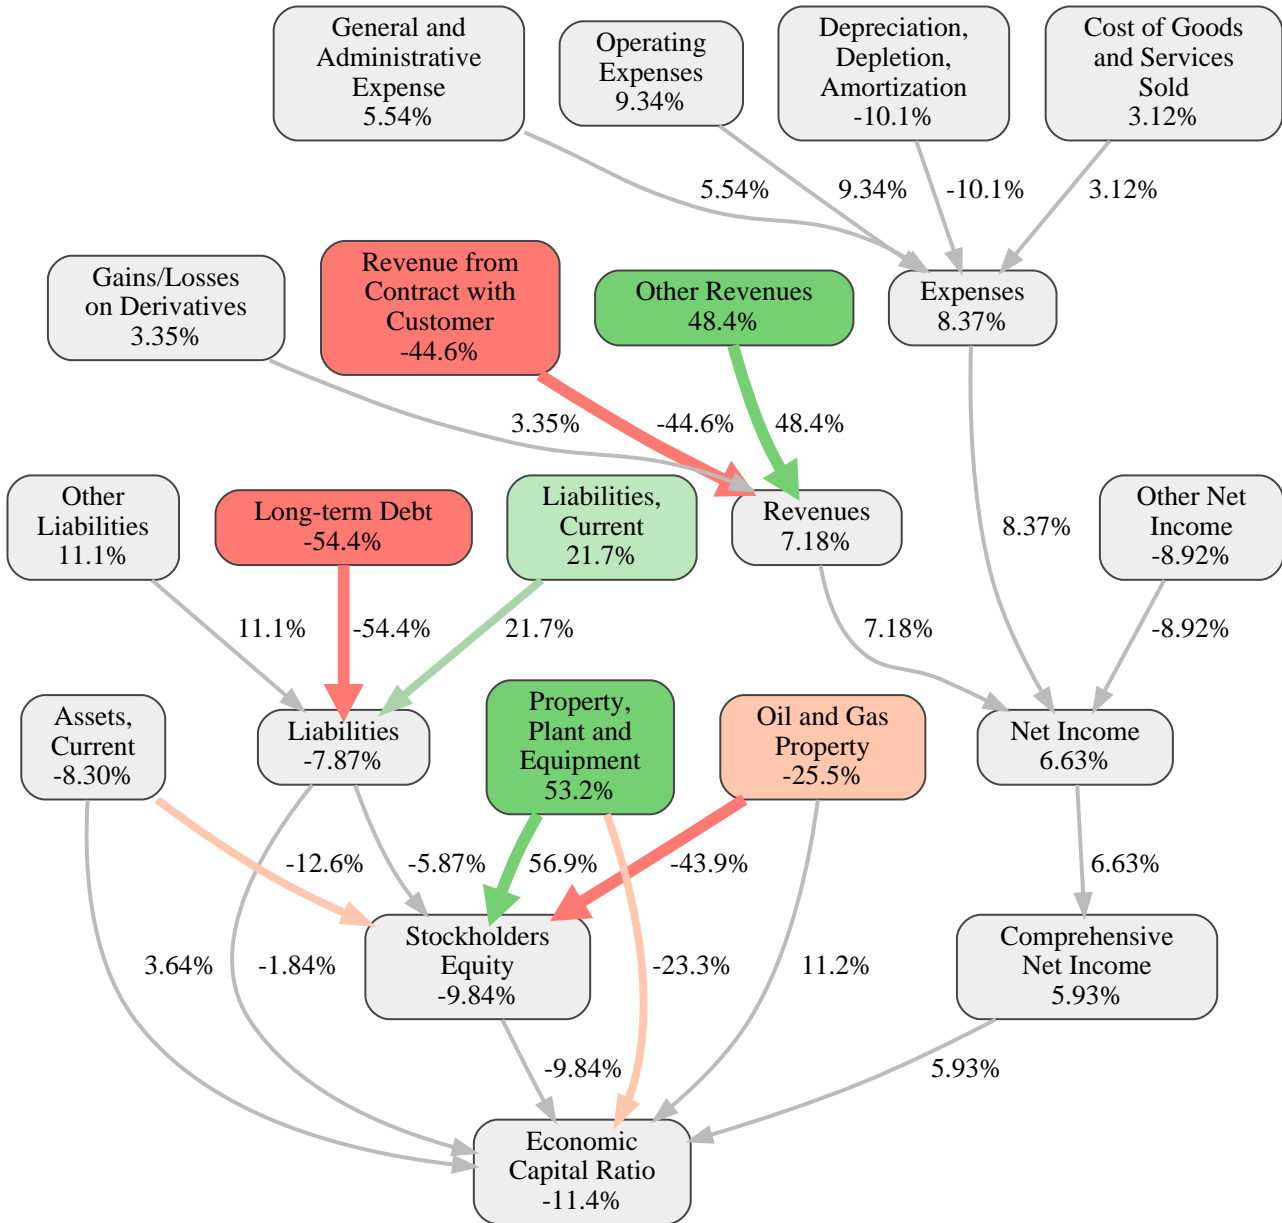 General and
Administrative
Expense
5.54%
Operating
Expenses
9.34%
Depreciation,
Depletion,
Amortization
-10.1%
Cost of Goods
and Services
Sold
3.12%
5.54%
9.34%
-10.1%
3.12%
Gains/Losses
on Derivatives
3.35%
Revenue from
Contract with
Customer
-44.6%
Other Revenues
48.4%
Expenses
8.37%
3.35%
-44.6%
48.4%
Other
Liabilities
11.1%
Long-term Debt
-54.4%
Liabilities,
Current
21.7%
Revenues
7.18%
8.37%
Other Net
Income
-8.92%
11.1%
-54.4%
21.7%
7.18%
-8.92%
Assets,
Current
-8.30%
Liabilities
-7.87%
Property,
Plant and
Equipment
53.2%
Oil and Gas
Property
-25.5%
Net Income
6.63%
-12.6%
-5.87%
56.9%
-43.9%
6.63%
3.64%
-1.84%
Stockholders
Equity
-9.84%
-23.3%
11.2%
Comprehensive
Net Income
5.93%
-9.84%
5.93%
Economic
Capital Ratio
-11.4%